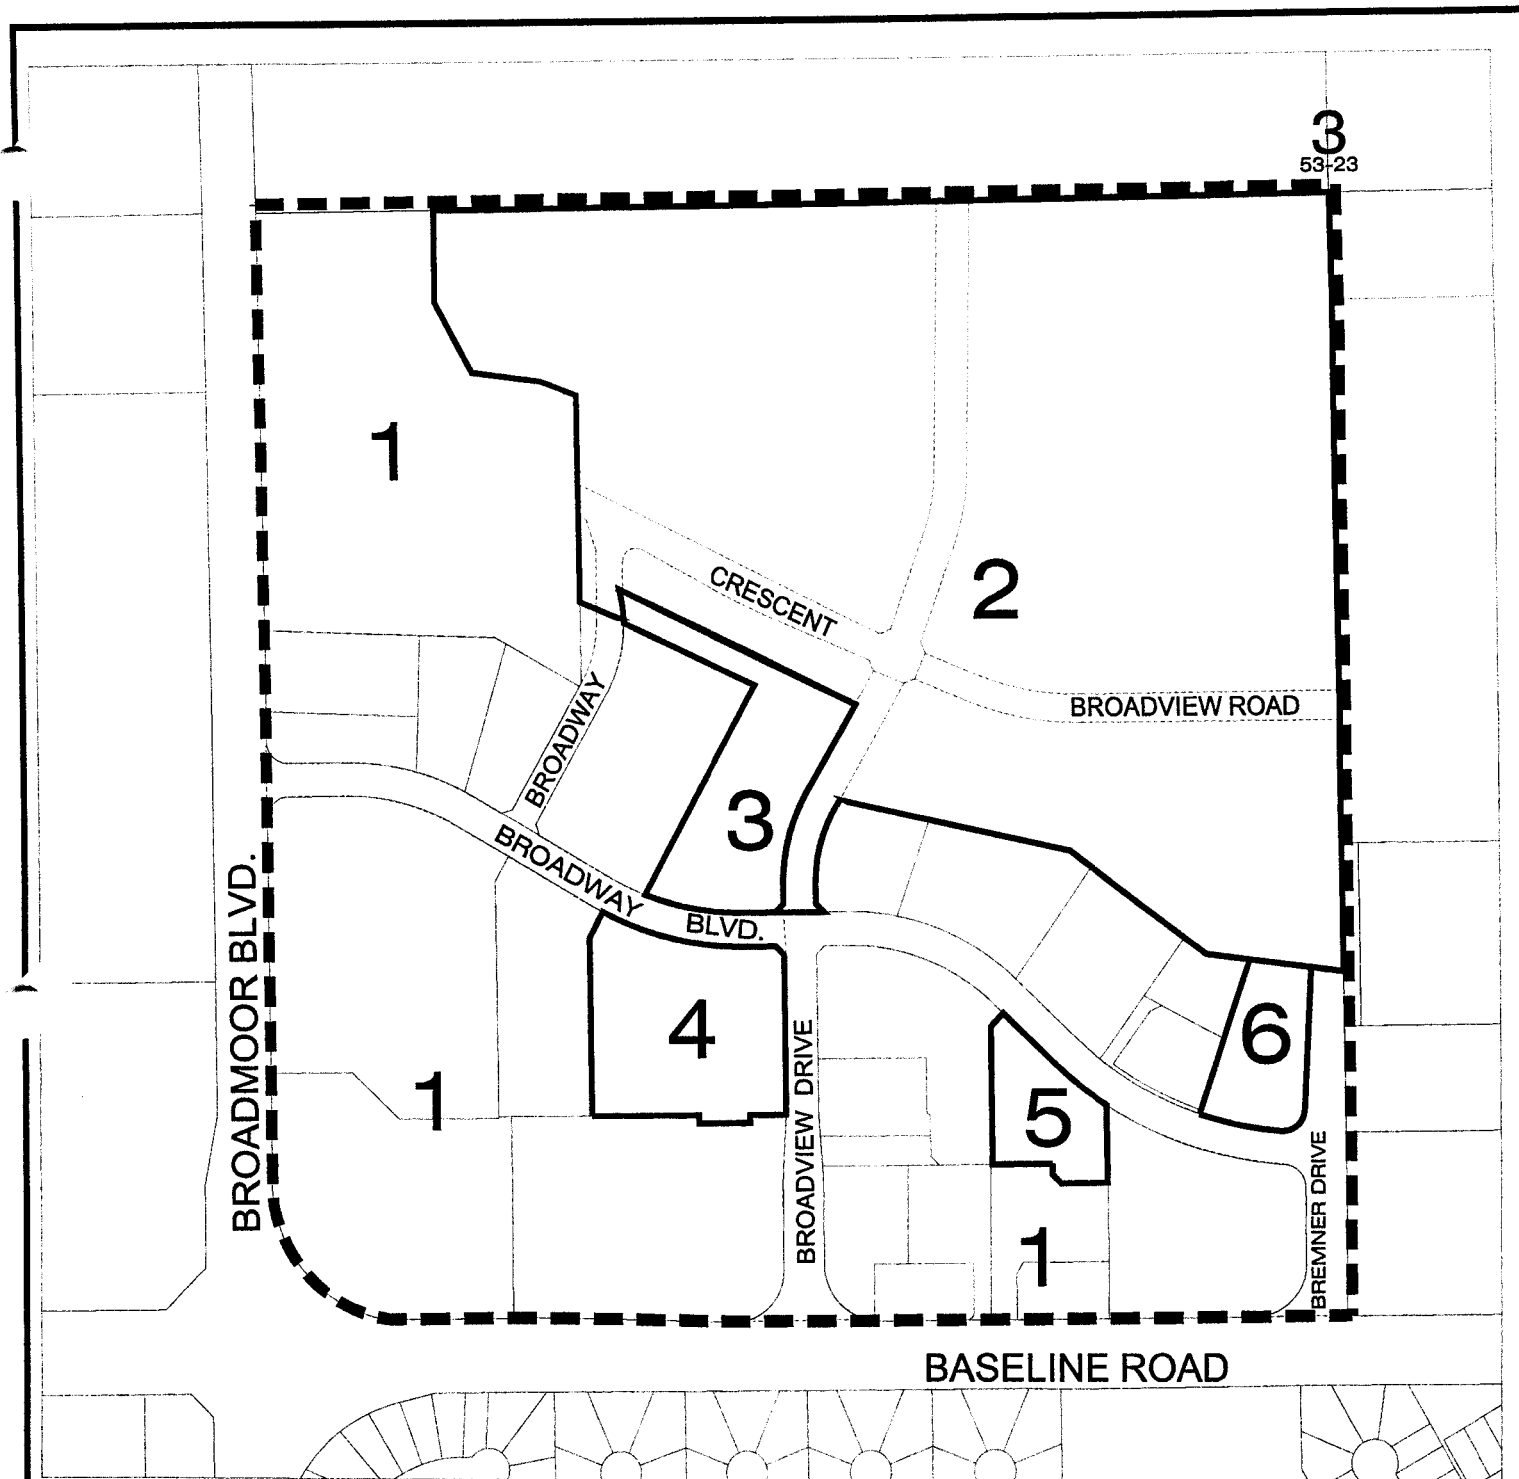 3
53-23
1
2
CRESCENT
BROADWAY
BROADVIEW ROAD
3
BROADWAY BLVD.
BROADMOOR BLVD.
4
6
5
1
BROADVIEW DRIVE
1
BREMNER DRIVE
BASELINE ROAD